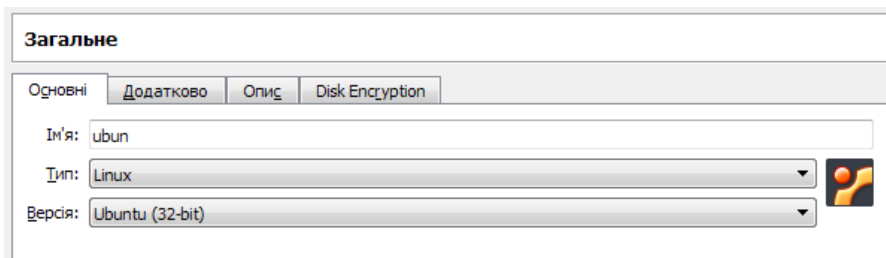 Загальне
Основні Додатково Опис Disk Encryption
Ім'я: ubun
Тип: Linux
Версія: Ubuntu (32-bit)